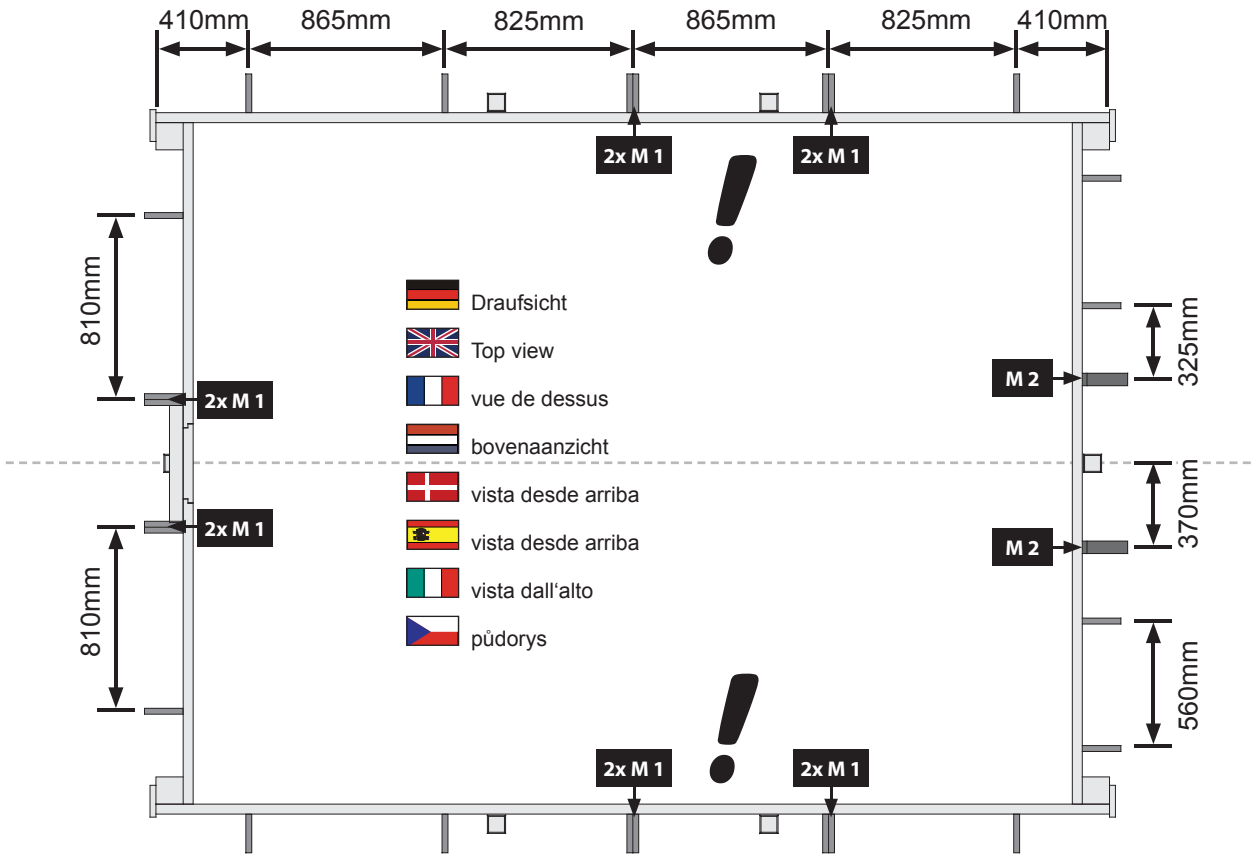 410mm 865mm 825mm 865mm 825mm 410mm
2x M 1 2x M 1
!
810mm
325mm
Draufsicht
Top view
M 2
vue de dessus
2x M 1
bovenaanzicht
vista desde arriba
370mm
2x M 1
vista desde arriba
M 2
vista dall‘alto
810mm
půdorys
560mm
!
2x M 1 2x M 1